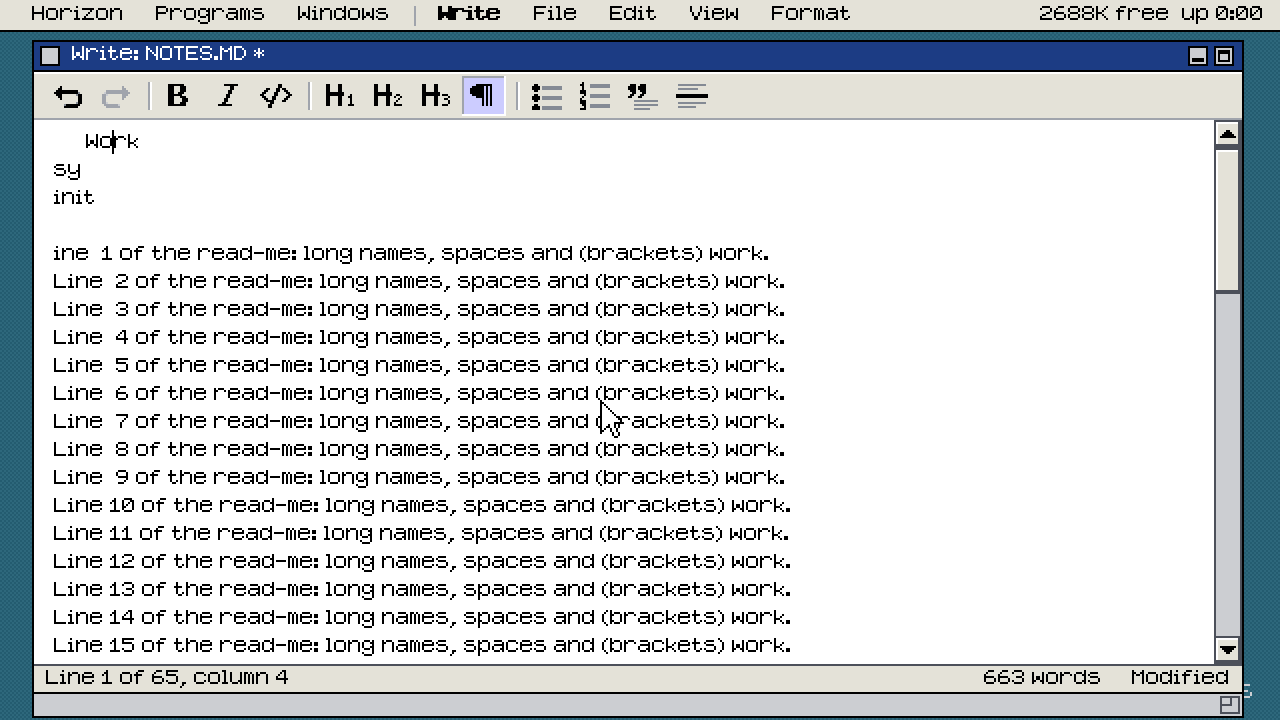 Horizon Programs Windows Write File Edit View Format 2688K free up 0:00
Write: NOTES.MD *
B I </> H1 H2 H3 ¶
work
sy
init
ine 1 of the read-me: long names, spaces and (brackets) work.
Line 2 of the read-me: long names, spaces and (brackets) work.
Line 3 of the read-me: long names, spaces and (brackets) work.
Line 4 of the read-me: long names, spaces and (brackets) work.
Line 5 of the read-me: long names, spaces and (brackets) work.
Line 6 of the read-me: long names, spaces and (brackets) work.
Line 7 of the read-me: long names, spaces and (brackets) work.
Line 8 of the read-me: long names, spaces and (brackets) work.
Line 9 of the read-me: long names, spaces and (brackets) work.
Line 10 of the read-me: long names, spaces and (brackets) work.
Line 11 of the read-me: long names, spaces and (brackets) work.
Line 12 of the read-me: long names, spaces and (brackets) work.
Line 13 of the read-me: long names, spaces and (brackets) work.
Line 14 of the read-me: long names, spaces and (brackets) work.
Line 15 of the read-me: long names, spaces and (brackets) work.
Line 1 of 65, column 4 663 words Modified